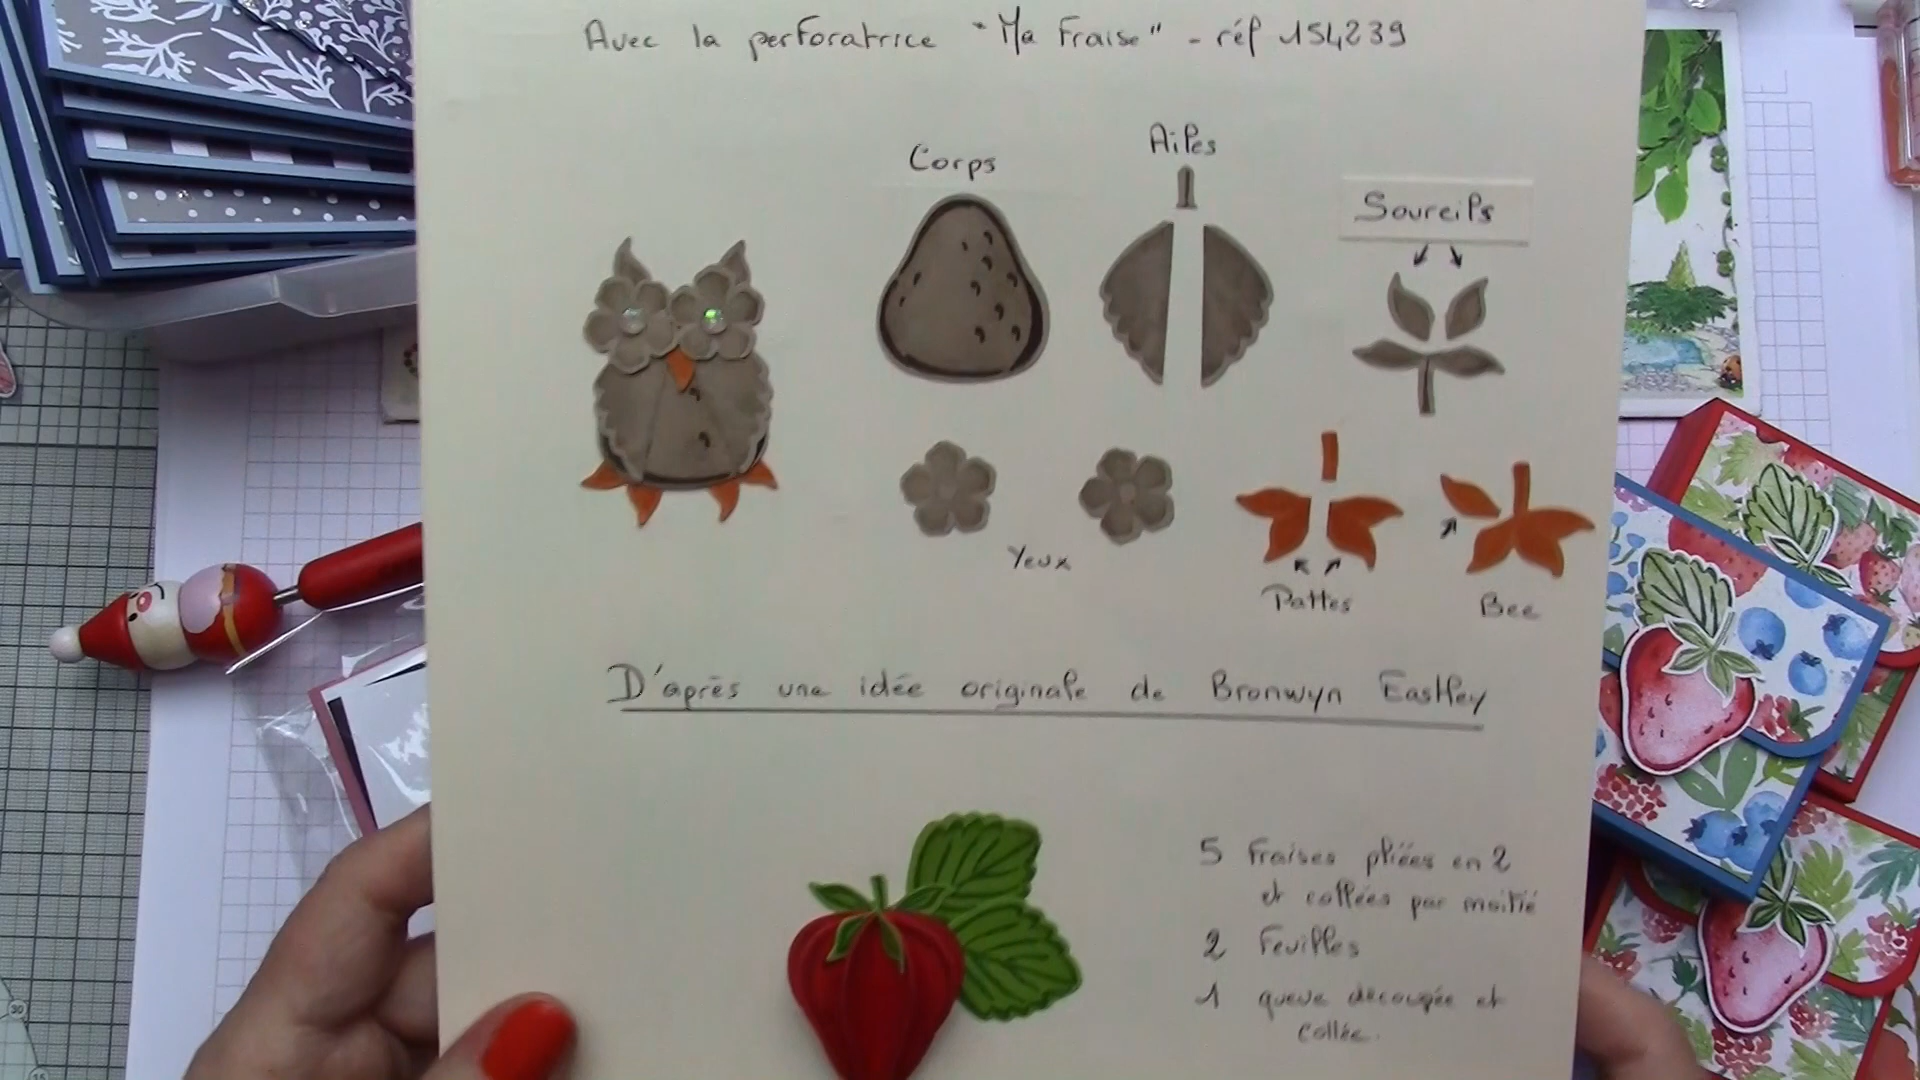 Avec la perforatrice "Ma Fraise" - réf 154239
Corps
Ailes
Sourcils
Yeux
Pattes
Bec
D'après une idée originale de Bronwyn Eastley
5 Fraises pliées en 2
et collées par moitié
2 Feuilles
1 queue découpée et
collée.
30